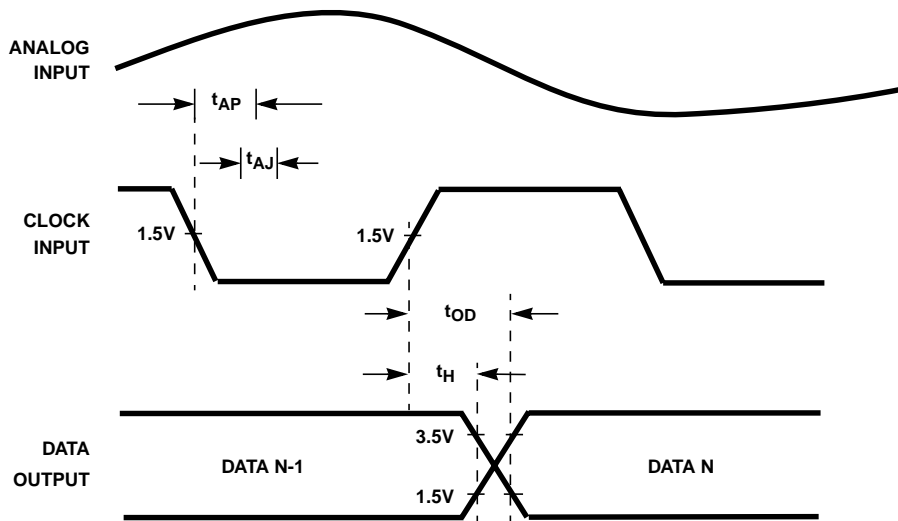 ANALOG
INPUT
tAP
tAJ
CLOCK
INPUT
1.5V
1.5V
tOD
tH
DATA
OUTPUT
3.5V
DATA N-1
DATA N
1.5V